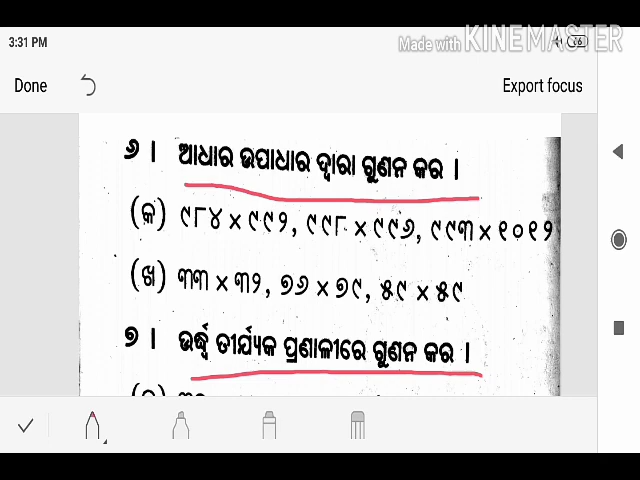 3:31 PM
Made with KINEMASTER
66
Done
Export focus
୬ । ଆଧାର ଉପାଧାର ଦ୍ୱାରା ଗୁଣନ କର ।
(କ) ୯୮୪ × ୯୯୨, ୯୯୮ × ୯୯୬, ୯୯୩ × ୧୦୧୨
(ଖ) ୩୩ × ୩୨, ୭୬ × ୭୯, ୫୯ × ୫୯
୭ । ଉର୍ଦ୍ଧ୍ୱ ତୀର୍ଯ୍ୟକ ପ୍ରଣାଳୀରେ ଗୁଣନ କର ।